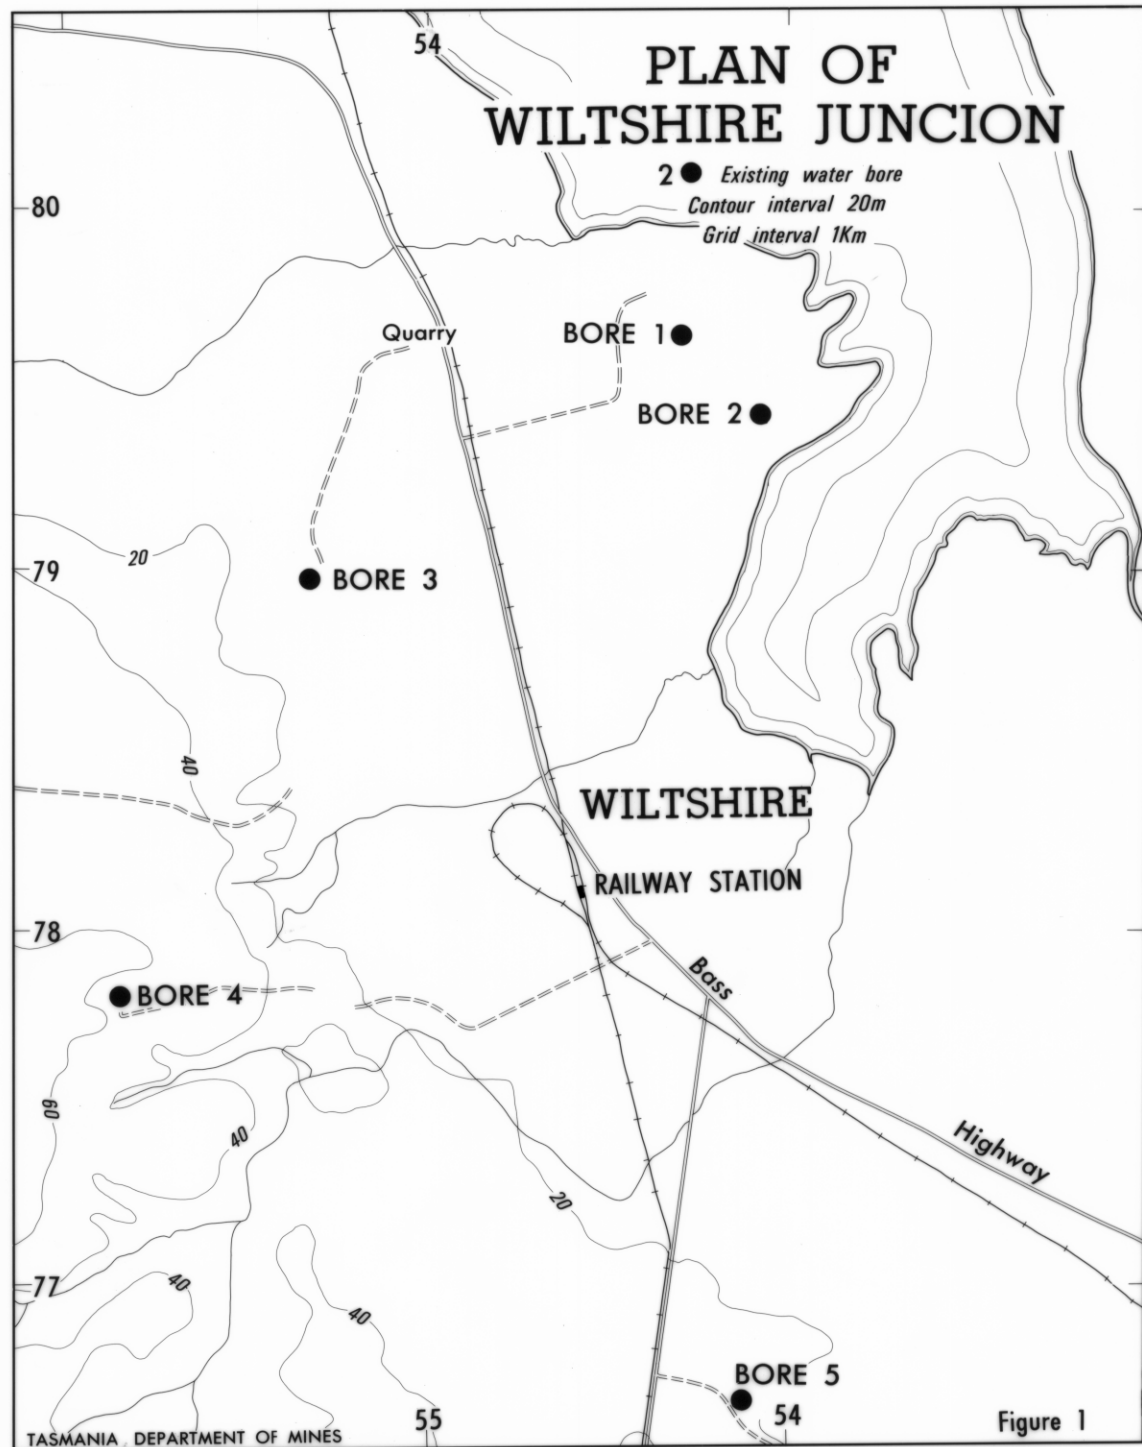 54
PLAN OF
WILTSHIRE JUNCION
2 Existing water bore
Contour interval 20m
Grid interval 1Km
80
Quarry
BORE 1
BORE 2
20
79
BORE 3
40
WILTSHIRE
RAILWAY STATION
78
Bass
BORE 4
60
40
Highway
20
77
40
40
BORE 5
55
54
Figure 1
TASMANIA DEPARTMENT OF MINES